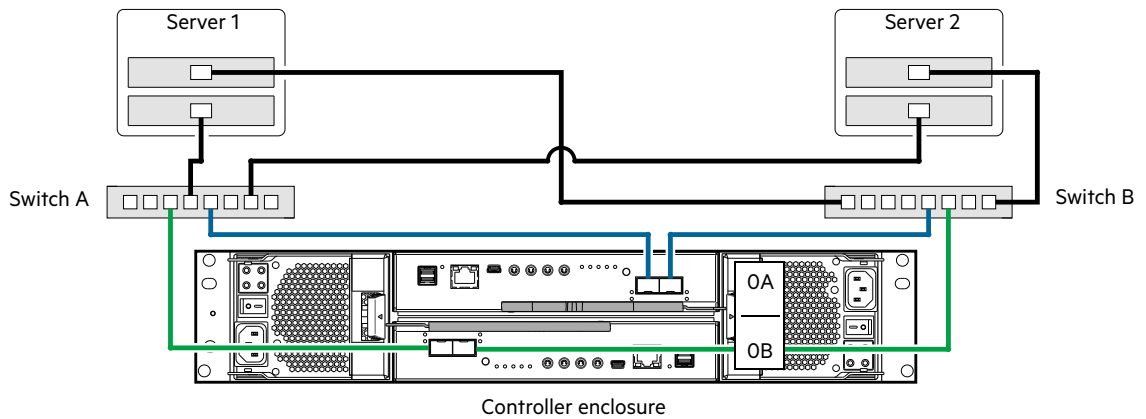 Server 1
Server 2
Switch A
Switch B
0A
0B
Controller enclosure